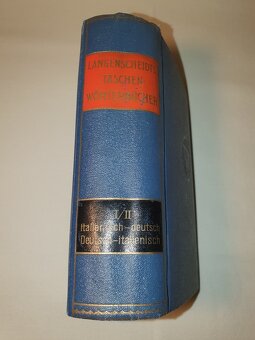 LANGENSCHEIDTS
TASCHEN-
WÖRTERBÜCHER
I/II
Italienisch-deutsch
Deutsch-italienisch